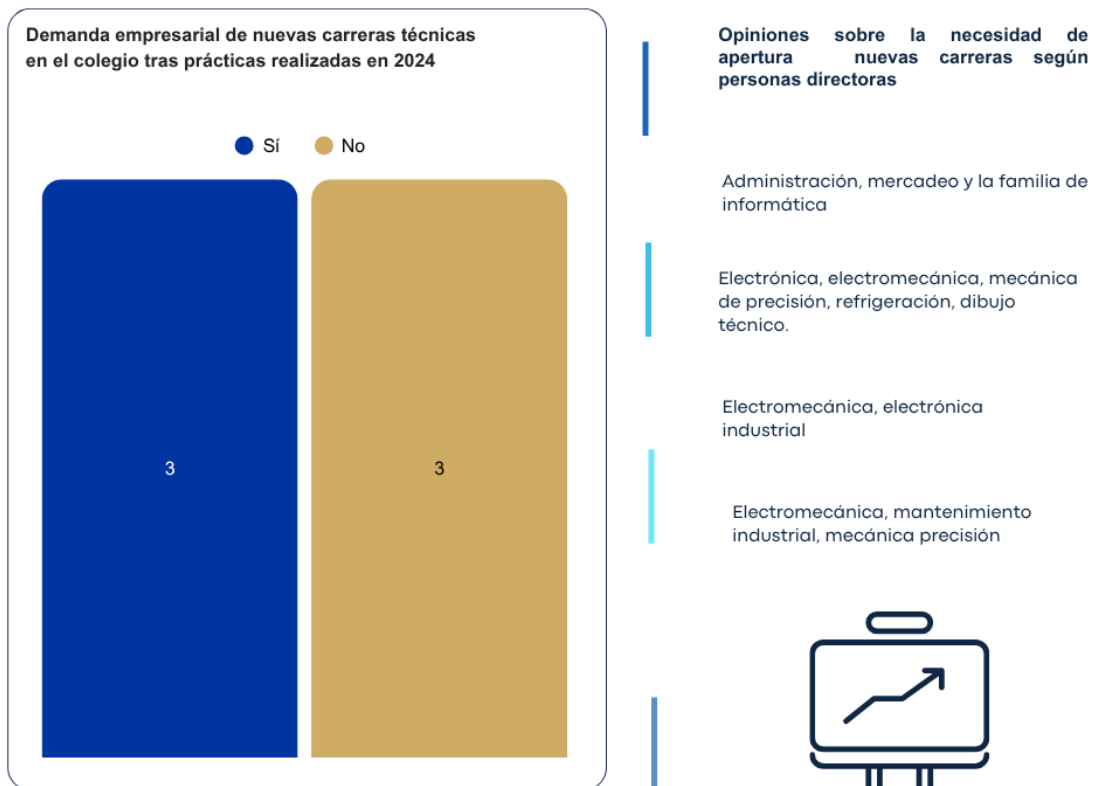 Demanda empresarial de nuevas carreras técnicas
en el colegio tras prácticas realizadas en 2024
Sí
No
3
3
Opiniones sobre la necesidad de
apertura nuevas carreras según
personas directoras
Administración, mercadeo y la familia de
informática
Electrónica, electromecánica, mecánica
de precisión, refrigeración, dibujo
técnico.
Electromecánica, electrónica
industrial
Electromecánica, mantenimiento
industrial, mecánica precisión